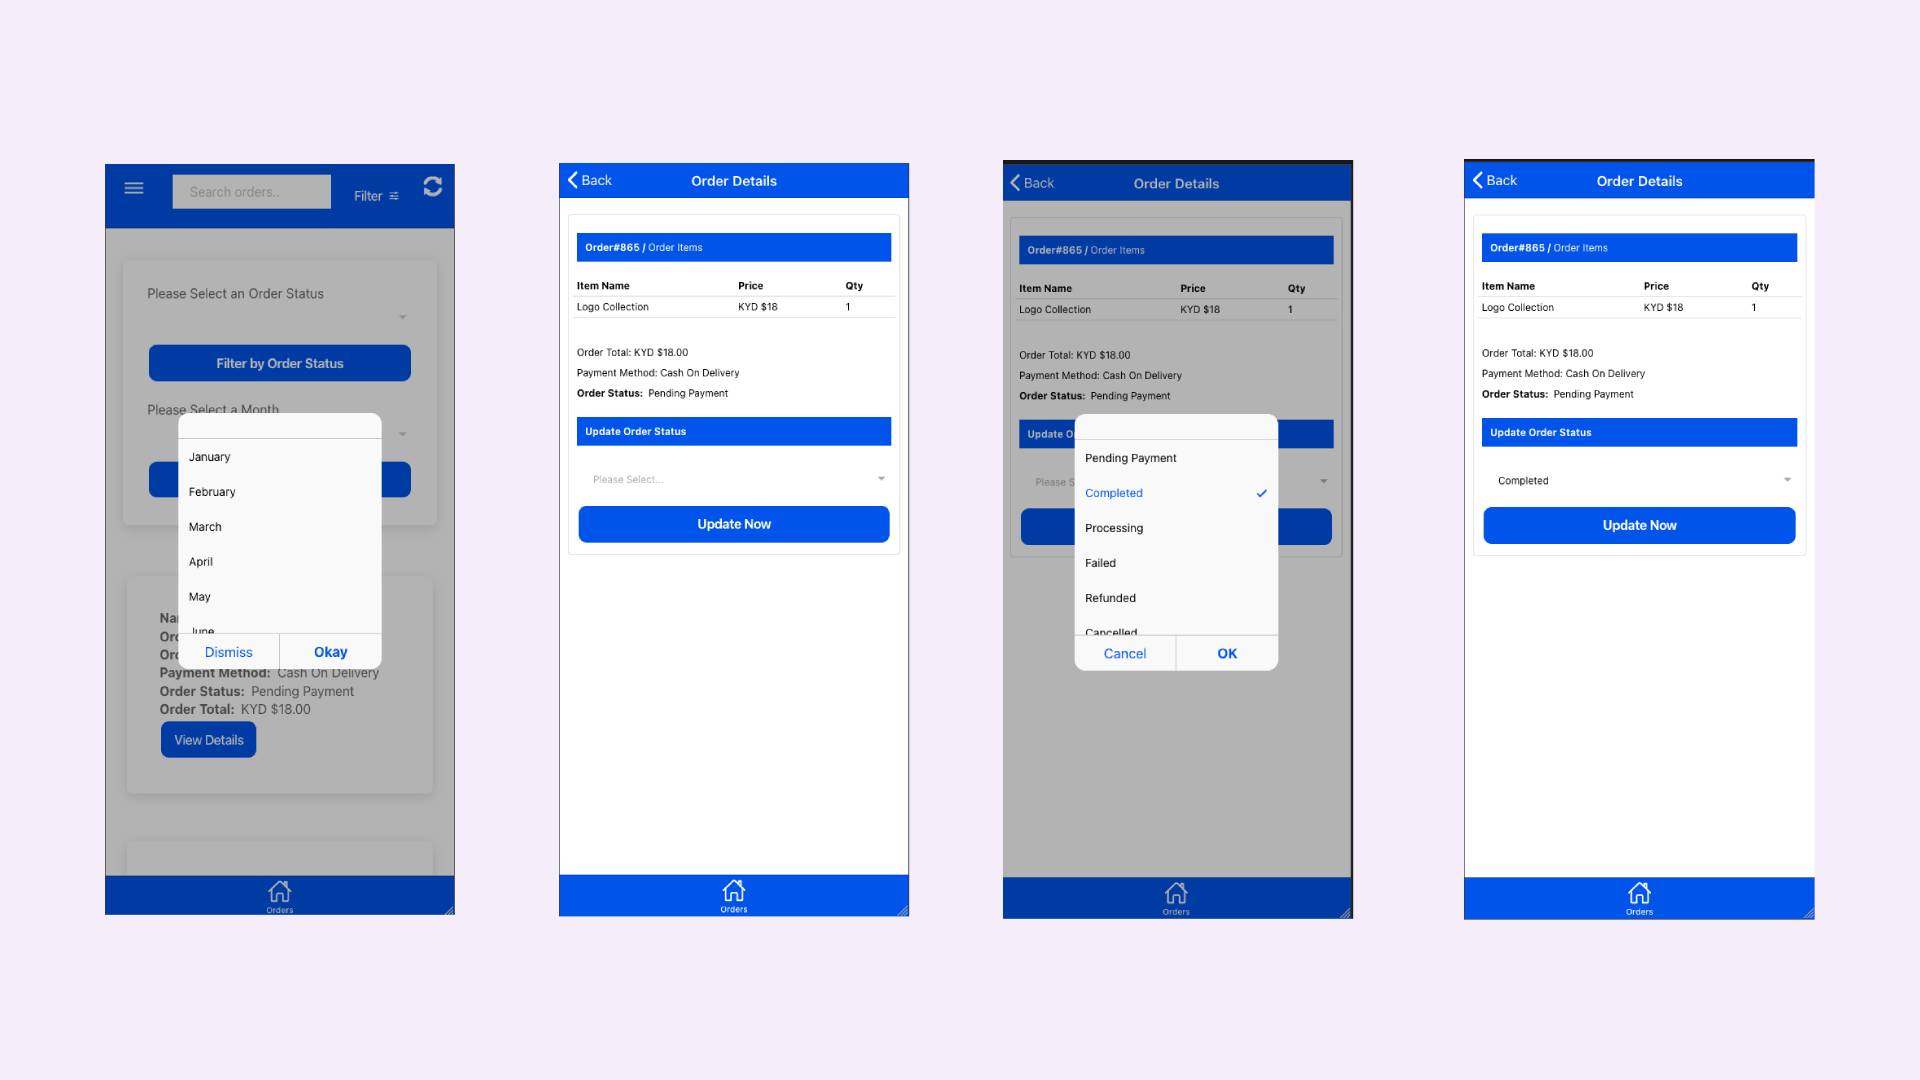 Search orders..
Filter
Please Select an Order Status
Filter by Order Status
Please Select a Month
January
February
March
April
May
June
Dismiss
Okay
Payment Method: Cash On Delivery
Order Status: Pending Payment
Order Total: KYD $18.00
View Details
Orders
Back
Order Details
Order#865 / Order Items
Item Name Price Qty
Logo Collection KYD $18 1
Order Total: KYD $18.00
Payment Method: Cash On Delivery
Order Status: Pending Payment
Update Order Status
Please Select...
Update Now
Orders
Back
Order Details
Order#865 / Order Items
Item Name Price Qty
Logo Collection KYD $18 1
Order Total: KYD $18.00
Payment Method: Cash On Delivery
Order Status: Pending Payment
Update O
Please S
Pending Payment
Completed
Processing
Failed
Refunded
Cancelled
Cancel
OK
Orders
Back
Order Details
Order#865 / Order Items
Item Name Price Qty
Logo Collection KYD $18 1
Order Total: KYD $18.00
Payment Method: Cash On Delivery
Order Status: Pending Payment
Update Order Status
Completed
Update Now
Orders